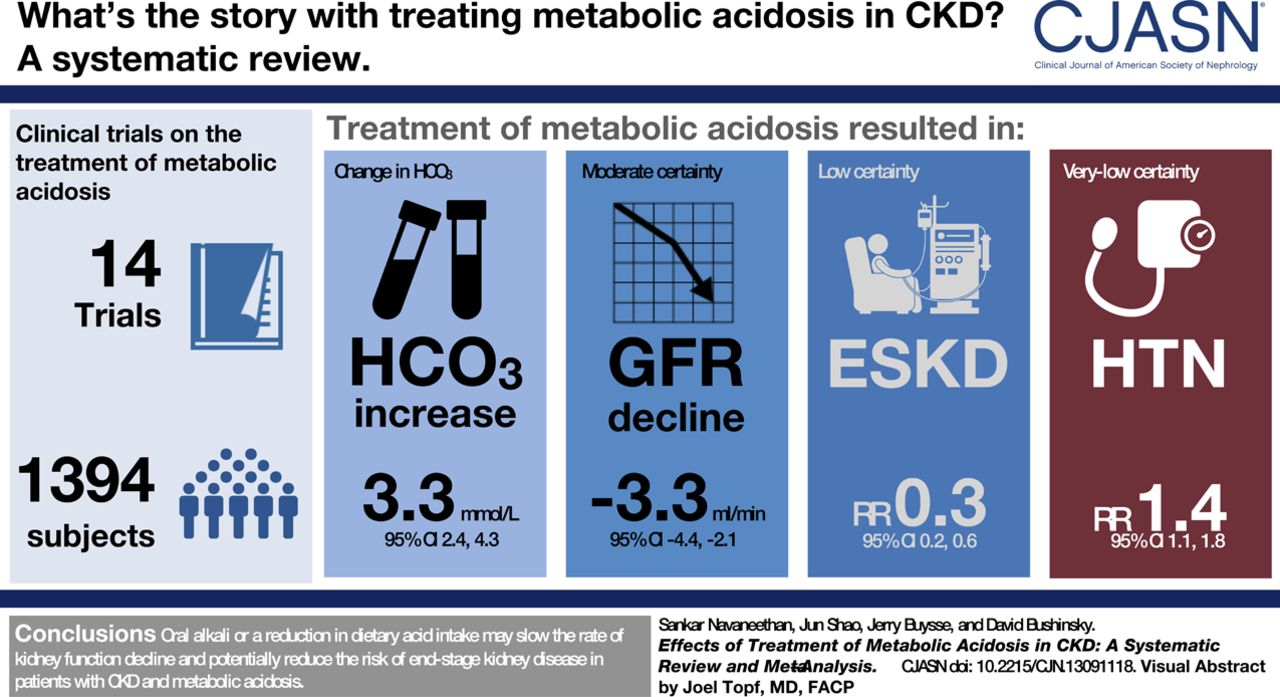 What's the story with treating metabolic acidosis in CKD?
A systematic review.
CJASN®
Clinical Journal of American Society of Nephrology
Clinical trials on the
treatment of metabolic
acidosis
14
Trials
1394
subjects
Treatment of metabolic acidosis resulted in:
Change in HCO₃
HCO₃
increase
3.3 mmol/L
95% CI 2.4, 4.3
Moderate certainty
GFR
decline
-3.3 ml/min
95% CI -4.4, -2.1
Low certainty
ESKD
RR 0.3
95% CI 0.2, 0.6
Very-low certainty
HTN
RR 1.4
95% CI 1.1, 1.8
Conclusions Oral alkali or a reduction in dietary acid intake may slow the rate of
kidney function decline and potentially reduce the risk of end-stage kidney disease in
patients with CKD and metabolic acidosis.
Sankar Navaneethan, Jun Shao, Jerry Buysse, and David Bushinsky.
Effects of Treatment of Metabolic Acidosis in CKD: A Systematic
Review and Meta-Analysis. CJASN doi: 10.2215/CJN.13091118. Visual Abstract
by Joel Topf, MD, FACP